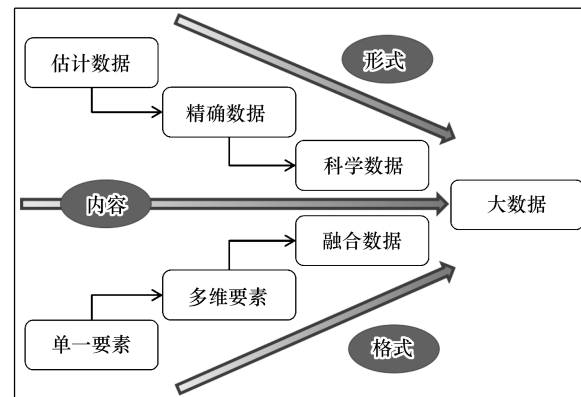 估计数据
形式
精确数据
科学数据
内容
大数据
融合数据
多维要素
单一要素
格式